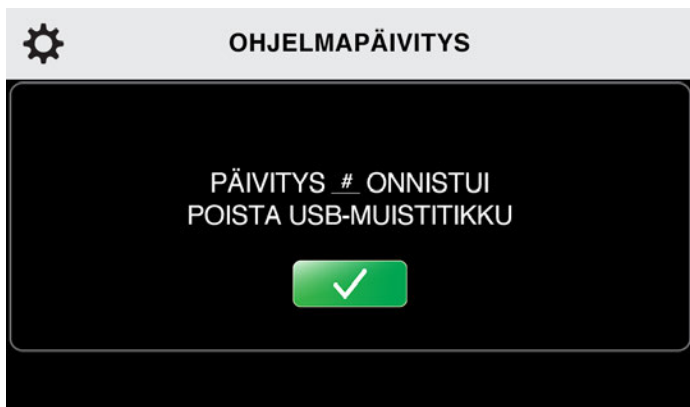 OHJELMAPÄIVITYS
PÄIVITYS _#_ ONNISTUI
POISTA USB-MUISTITIKKU